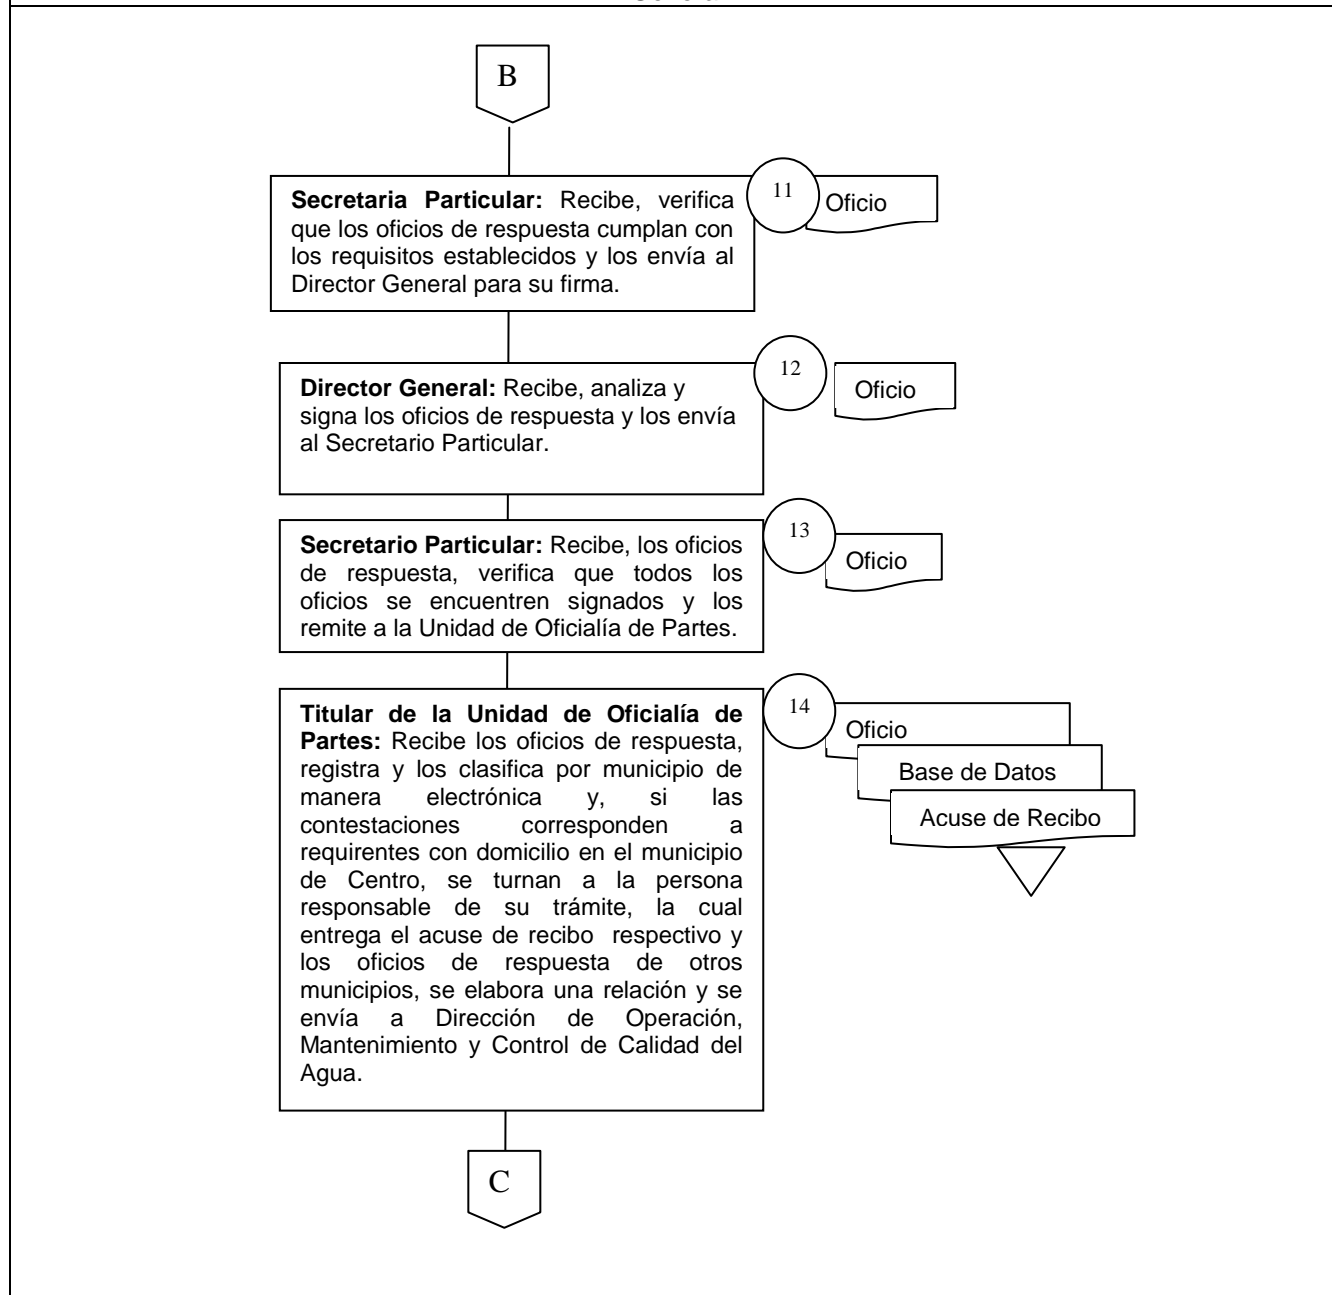 B
Secretaria Particular: Recibe, verifica
que los oficios de respuesta cumplan con
los requisitos establecidos y los envía al
Director General para su firma.
11
Oficio
Director General: Recibe, analiza y
signa los oficios de respuesta y los envía
al Secretario Particular.
12
Oficio
Secretario Particular: Recibe, los oficios
de respuesta, verifica que todos los
oficios se encuentren signados y los
remite a la Unidad de Oficialía de Partes.
13
Oficio
Titular de la Unidad de Oficialía de
Partes: Recibe los oficios de respuesta,
registra y los clasifica por municipio de
manera electrónica y, si las
contestaciones corresponden a
requirentes con domicilio en el municipio
de Centro, se turnan a la persona
responsable de su trámite, la cual
entrega el acuse de recibo respectivo y
los oficios de respuesta de otros
municipios, se elabora una relación y se
envía a Dirección de Operación,
Mantenimiento y Control de Calidad del
Agua.
14
Oficio
Base de Datos
Acuse de Recibo
C